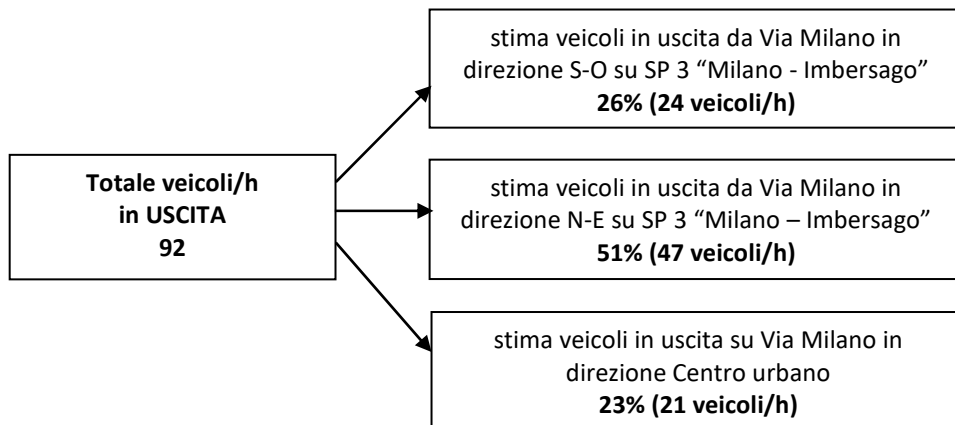 stima veicoli in uscita da Via Milano in
direzione S-O su SP 3 “Milano - Imbersago”
26% (24 veicoli/h)
Totale veicoli/h
in USCITA
92
stima veicoli in uscita da Via Milano in
direzione N-E su SP 3 “Milano – Imbersago”
51% (47 veicoli/h)
stima veicoli in uscita su Via Milano in
direzione Centro urbano
23% (21 veicoli/h)